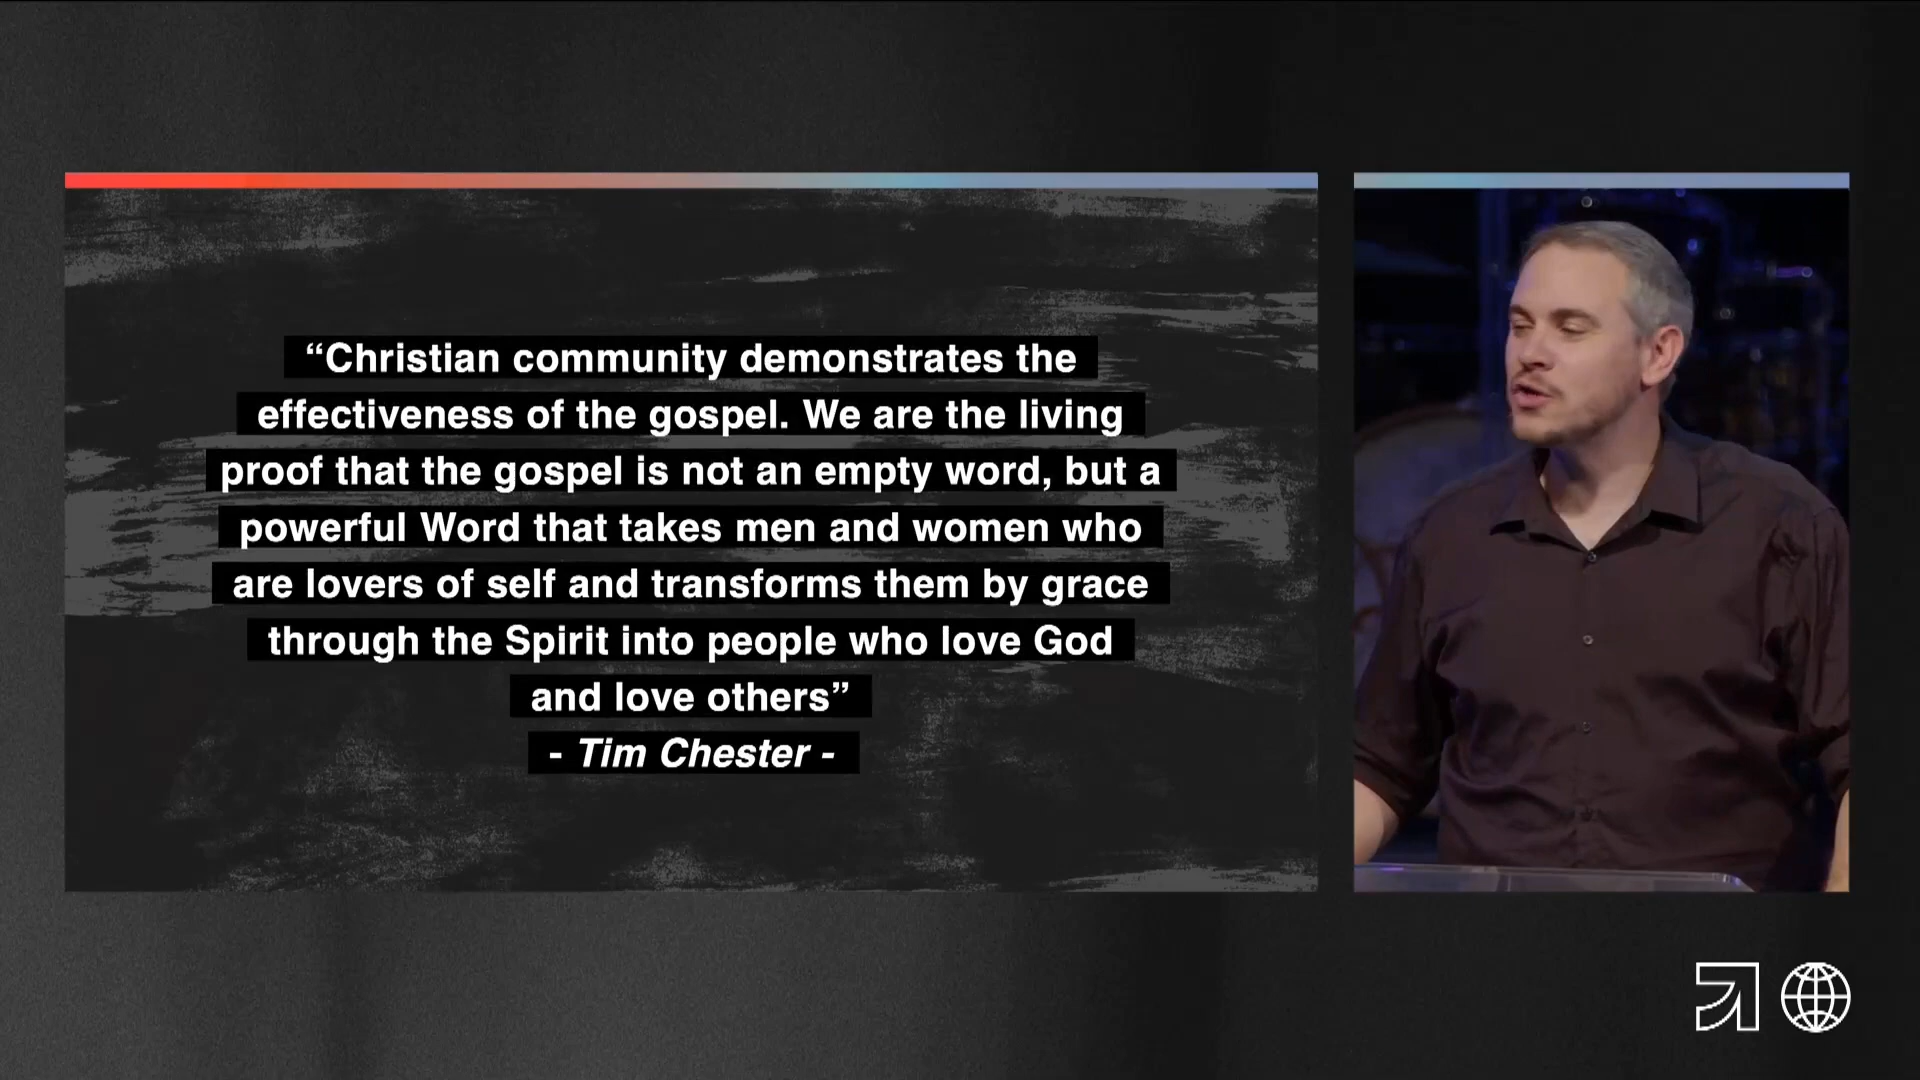 “Christian community demonstrates the
effectiveness of the gospel. We are the living
proof that the gospel is not an empty word, but a
powerful Word that takes men and women who
are lovers of self and transforms them by grace
through the Spirit into people who love God
and love others”
- Tim Chester -